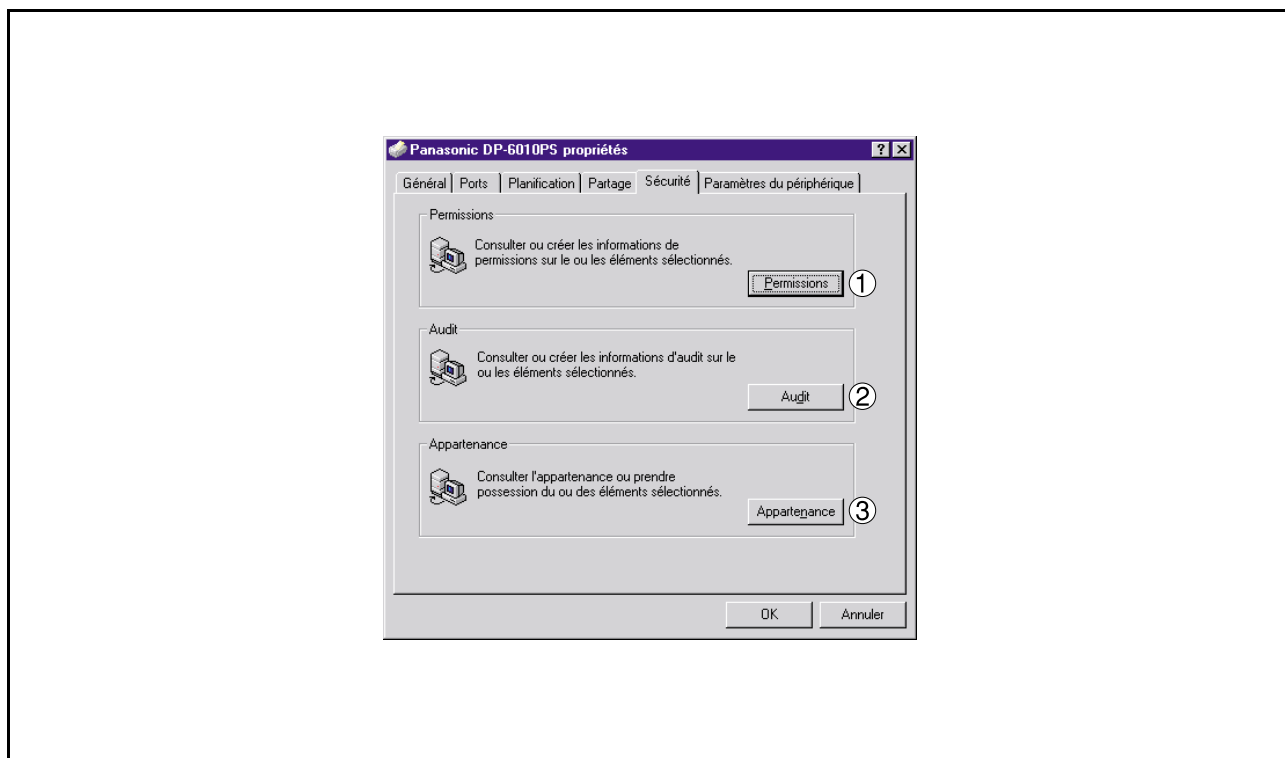 Panasonic DP-6010PS propriétés
Général Ports Planification Partage Sécurité Paramètres du périphérique
Permissions
Consulter ou créer les informations de
permissions sur le ou les éléments sélectionnés.
Permissions ①
Audit
Consulter ou créer les informations d'audit sur le
ou les éléments sélectionnés.
Audit ②
Appartenance
Consulter l'appartenance ou prendre
possession du ou des éléments sélectionnés.
Appartenance ③
OK Annuler